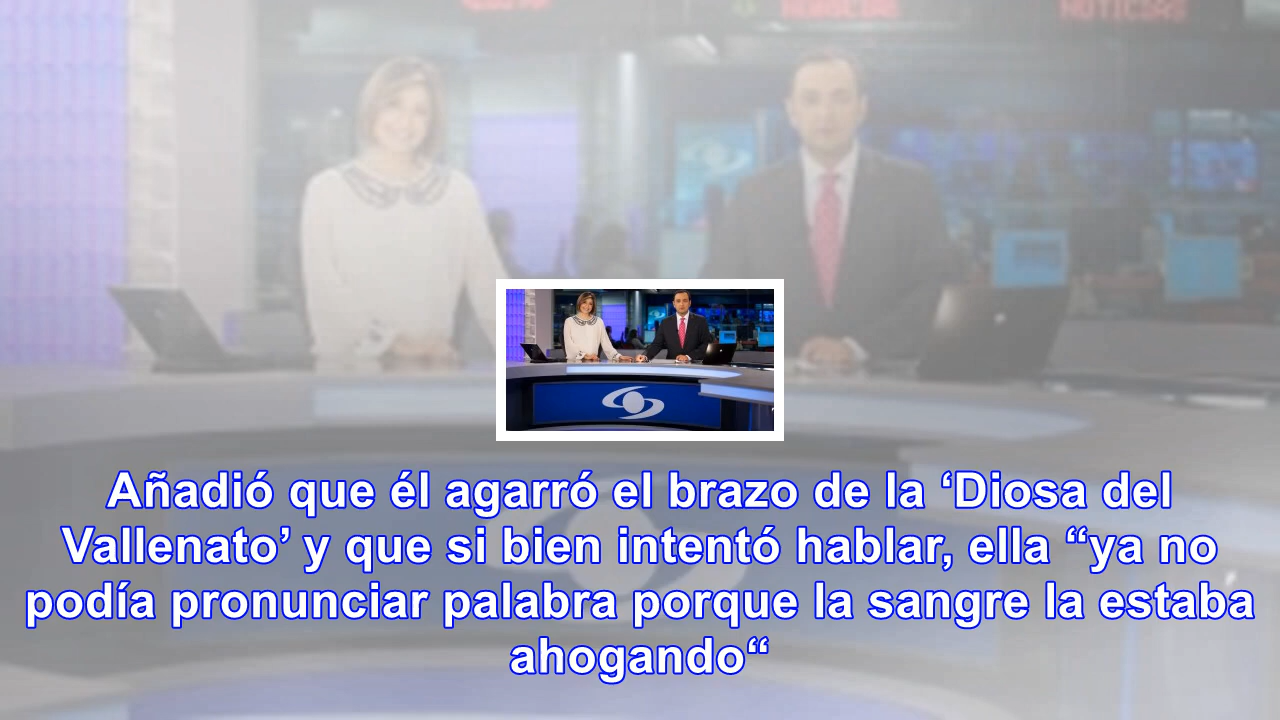 NOTICIAS
Añadió que él agarró el brazo de la ‘Diosa del
Vallenato’ y que si bien intentó hablar, ella “ya no
podía pronunciar palabra porque la sangre la estaba
ahogando“